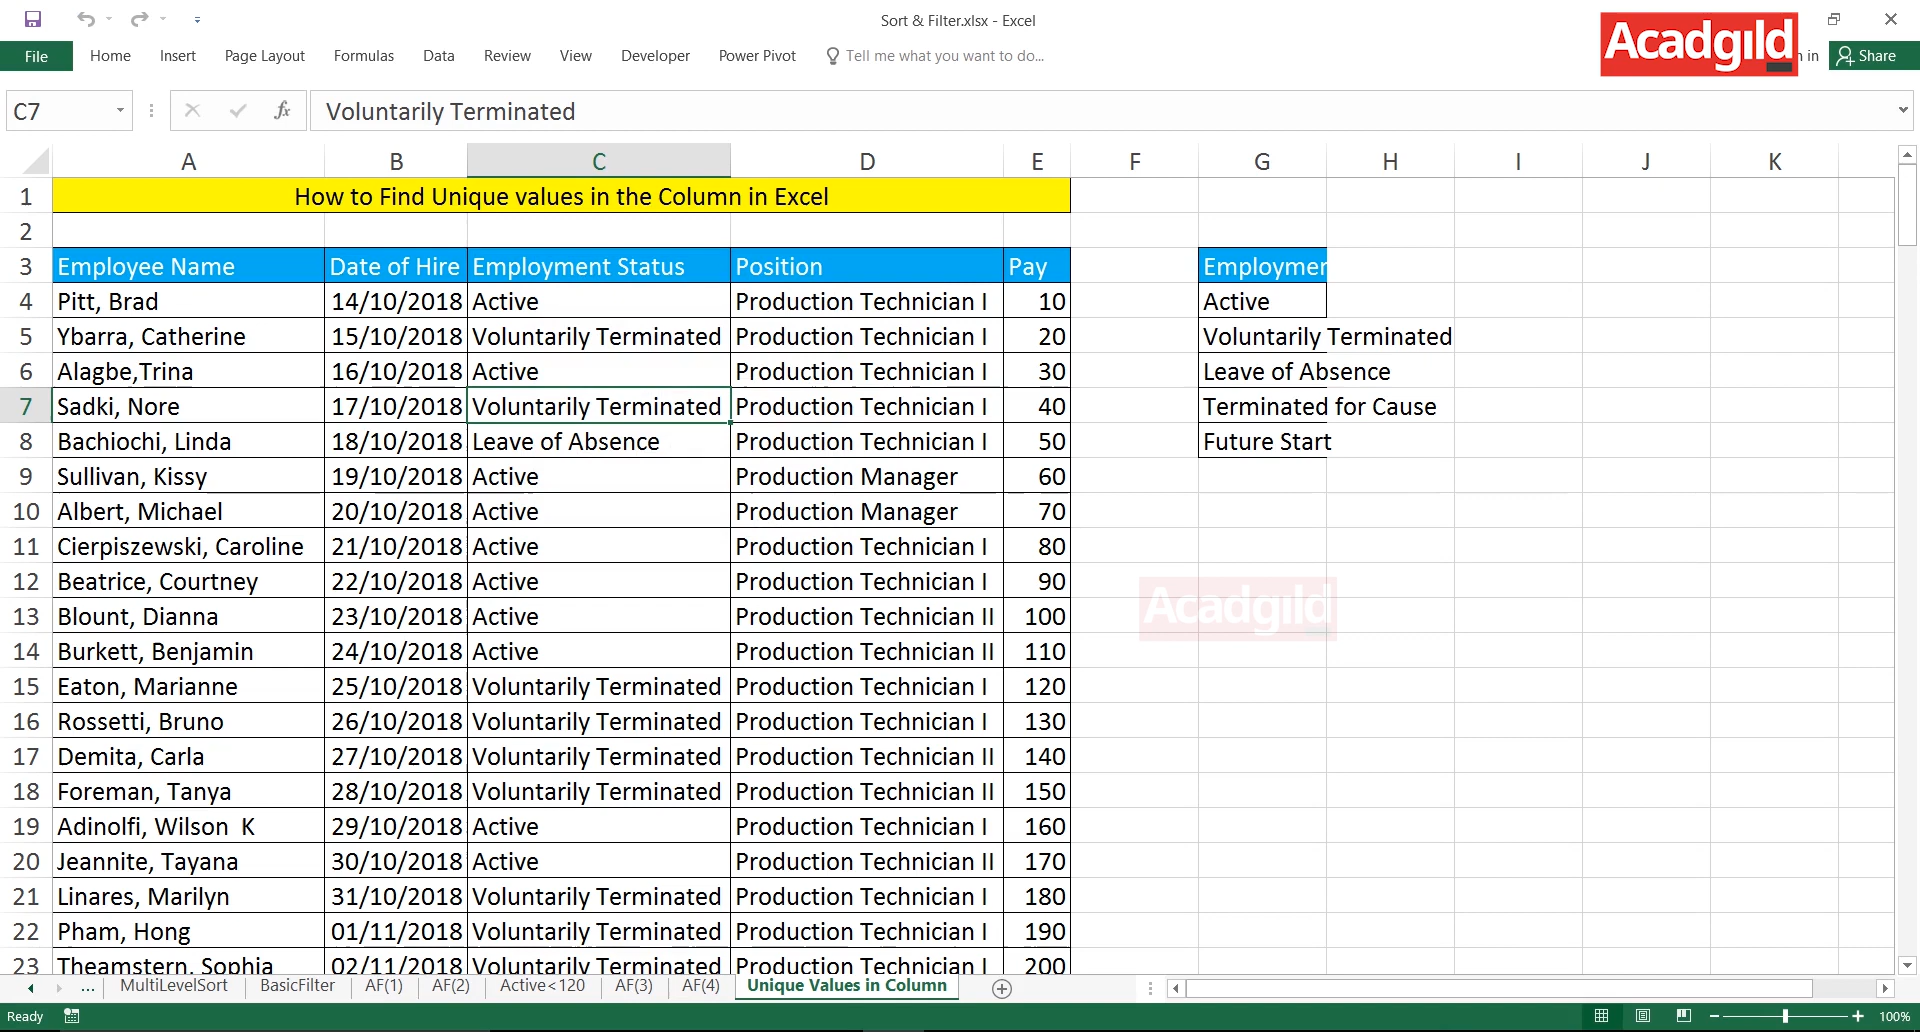 Sort & Filter.xlsx - Excel
Acadgild
File Home Insert Page Layout Formulas Data Review View Developer Power Pivot Tell me what you want to do... in Share
C7 fx Voluntarily Terminated
A B C D E F G H I J K
1 How to Find Unique values in the Column in Excel
2
3 Employee Name Date of Hire Employment Status Position Pay Employmen
4 Pitt, Brad 14/10/2018 Active Production Technician I 10 Active
5 Ybarra, Catherine 15/10/2018 Voluntarily Terminated Production Technician I 20 Voluntarily Terminated
6 Alagbe,Trina 16/10/2018 Active Production Technician I 30 Leave of Absence
7 Sadki, Nore 17/10/2018 Voluntarily Terminated Production Technician I 40 Terminated for Cause
8 Bachiochi, Linda 18/10/2018 Leave of Absence Production Technician I 50 Future Start
9 Sullivan, Kissy 19/10/2018 Active Production Manager 60
10 Albert, Michael 20/10/2018 Active Production Manager 70
11 Cierpiszewski, Caroline 21/10/2018 Active Production Technician I 80
12 Beatrice, Courtney 22/10/2018 Active Production Technician I 90
13 Blount, Dianna 23/10/2018 Active Production Technician II 100
Acadgild
14 Burkett, Benjamin 24/10/2018 Active Production Technician II 110
15 Eaton, Marianne 25/10/2018 Voluntarily Terminated Production Technician I 120
16 Rossetti, Bruno 26/10/2018 Voluntarily Terminated Production Technician I 130
17 Demita, Carla 27/10/2018 Voluntarily Terminated Production Technician II 140
18 Foreman, Tanya 28/10/2018 Voluntarily Terminated Production Technician II 150
19 Adinolfi, Wilson  K 29/10/2018 Active Production Technician I 160
20 Jeannite, Tayana 30/10/2018 Active Production Technician II 170
21 Linares, Marilyn 31/10/2018 Voluntarily Terminated Production Technician I 180
22 Pham, Hong 01/11/2018 Voluntarily Terminated Production Technician I 190
23 Theamstern, Sophia 02/11/2018 Voluntarily Terminated Production Technician I 200
... MultiLevelSort BasicFilter AF(1) AF(2) Active<120 AF(3) AF(4) Unique Values in Column
Ready 100%